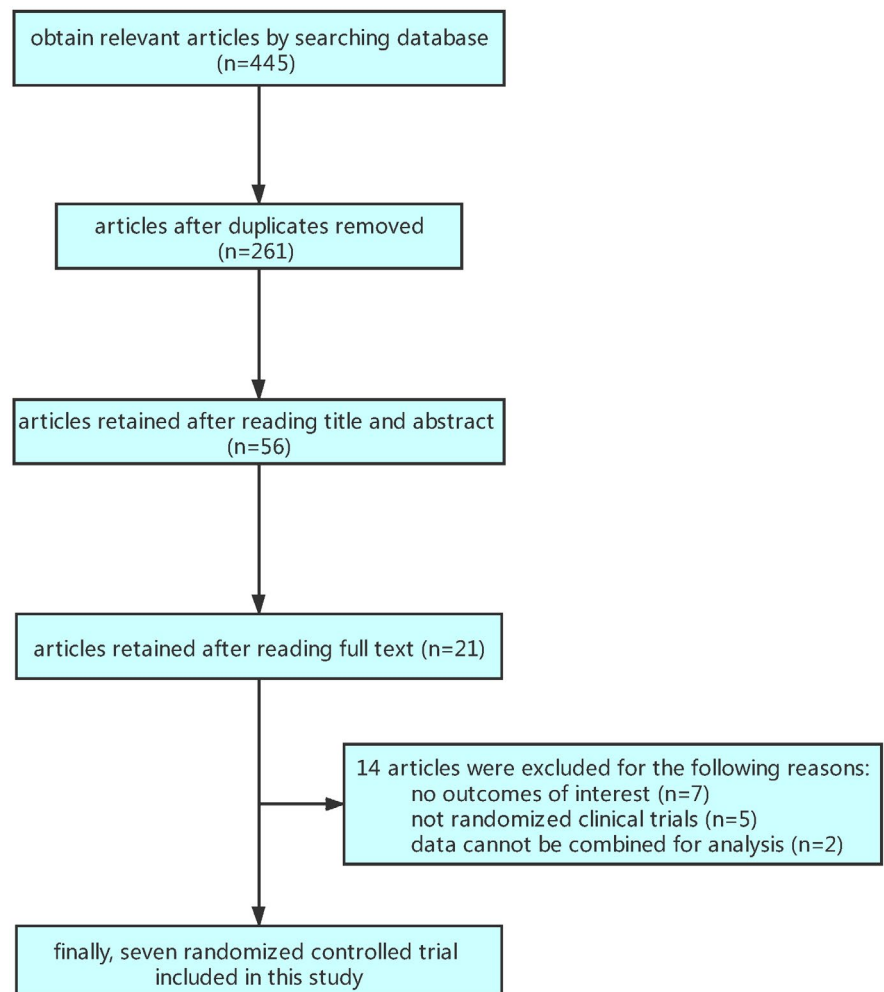 obtain relevant articles by searching database
(n=445)
articles after duplicates removed
(n=261)
articles retained after reading title and abstract
(n=56)
articles retained after reading full text (n=21)
14 articles were excluded for the following reasons:
no outcomes of interest (n=7)
not randomized clinical trials (n=5)
data cannot be combined for analysis (n=2)
finally, seven randomized controlled trial
included in this study